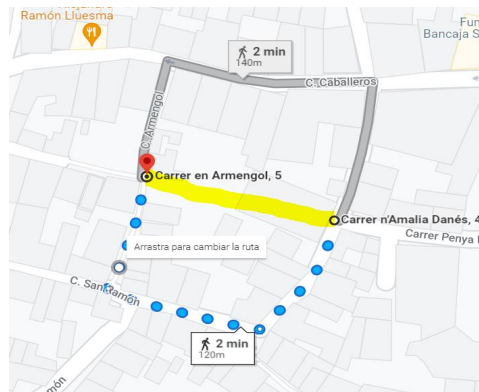 Ramón Lluesma
Fun
Bancaja S
2 min
140m
C. Caballeros
C. Armengol
Carrer en Armengol, 5
Carrer n'Amalia Danés, 4
Carrer Penya
Arrastra para cambiar la ruta
C. San Ramón
2 min
120m
món